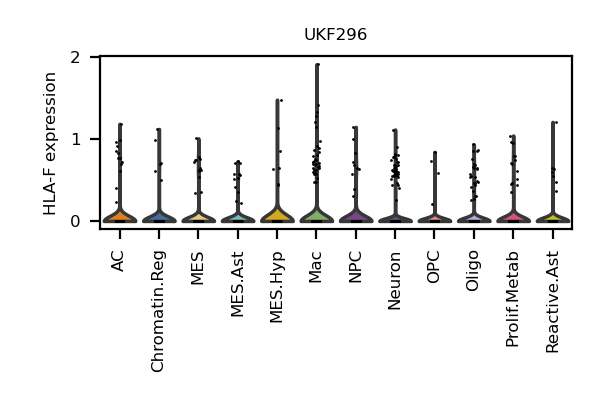 UKF296
HLA-F expression
2
1
0
AC
Chromatin.Reg
MES
MES.Ast
MES.Hyp
Mac
NPC
Neuron
OPC
Oligo
Prolif.Metab
Reactive.Ast